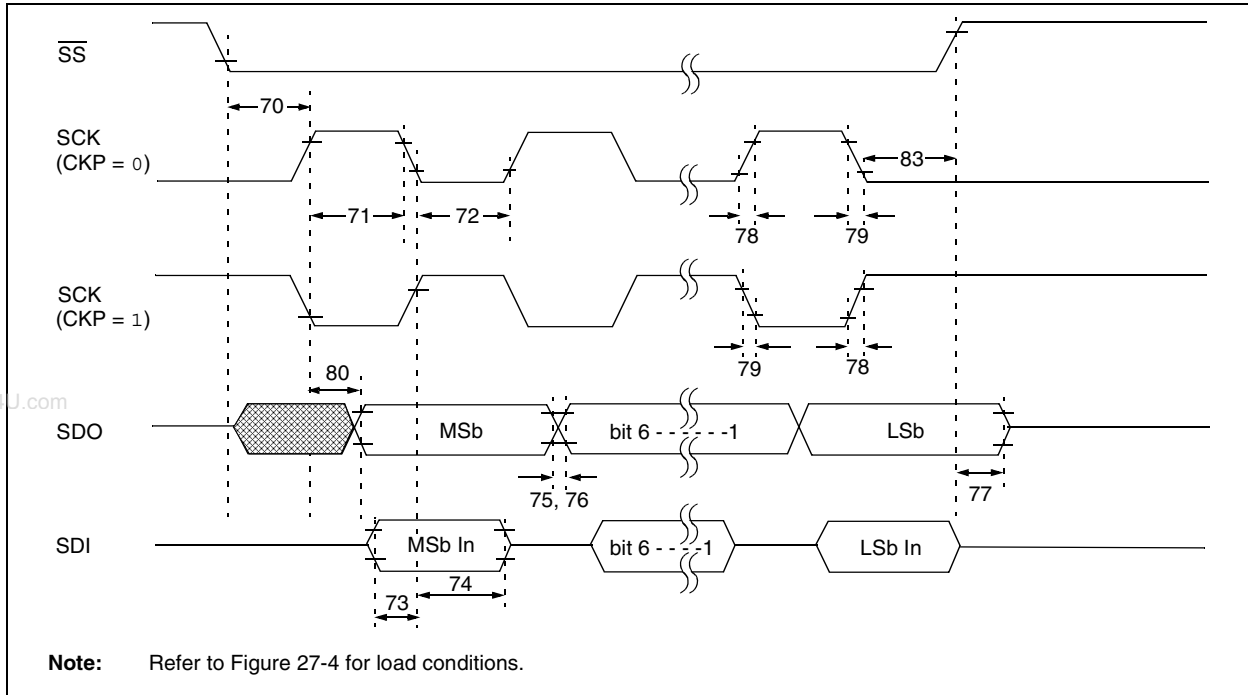 SS
70
SCK
(CKP = 0)
83
71
72
78
79
SCK
(CKP = 1)
79
78
80
U.com
SDO
MSb
bit 6 - - - - - -1
LSb
75, 76
77
SDI
MSb In
bit 6 - - - -1
LSb In
74
73
Note: Refer to Figure 27-4 for load conditions.